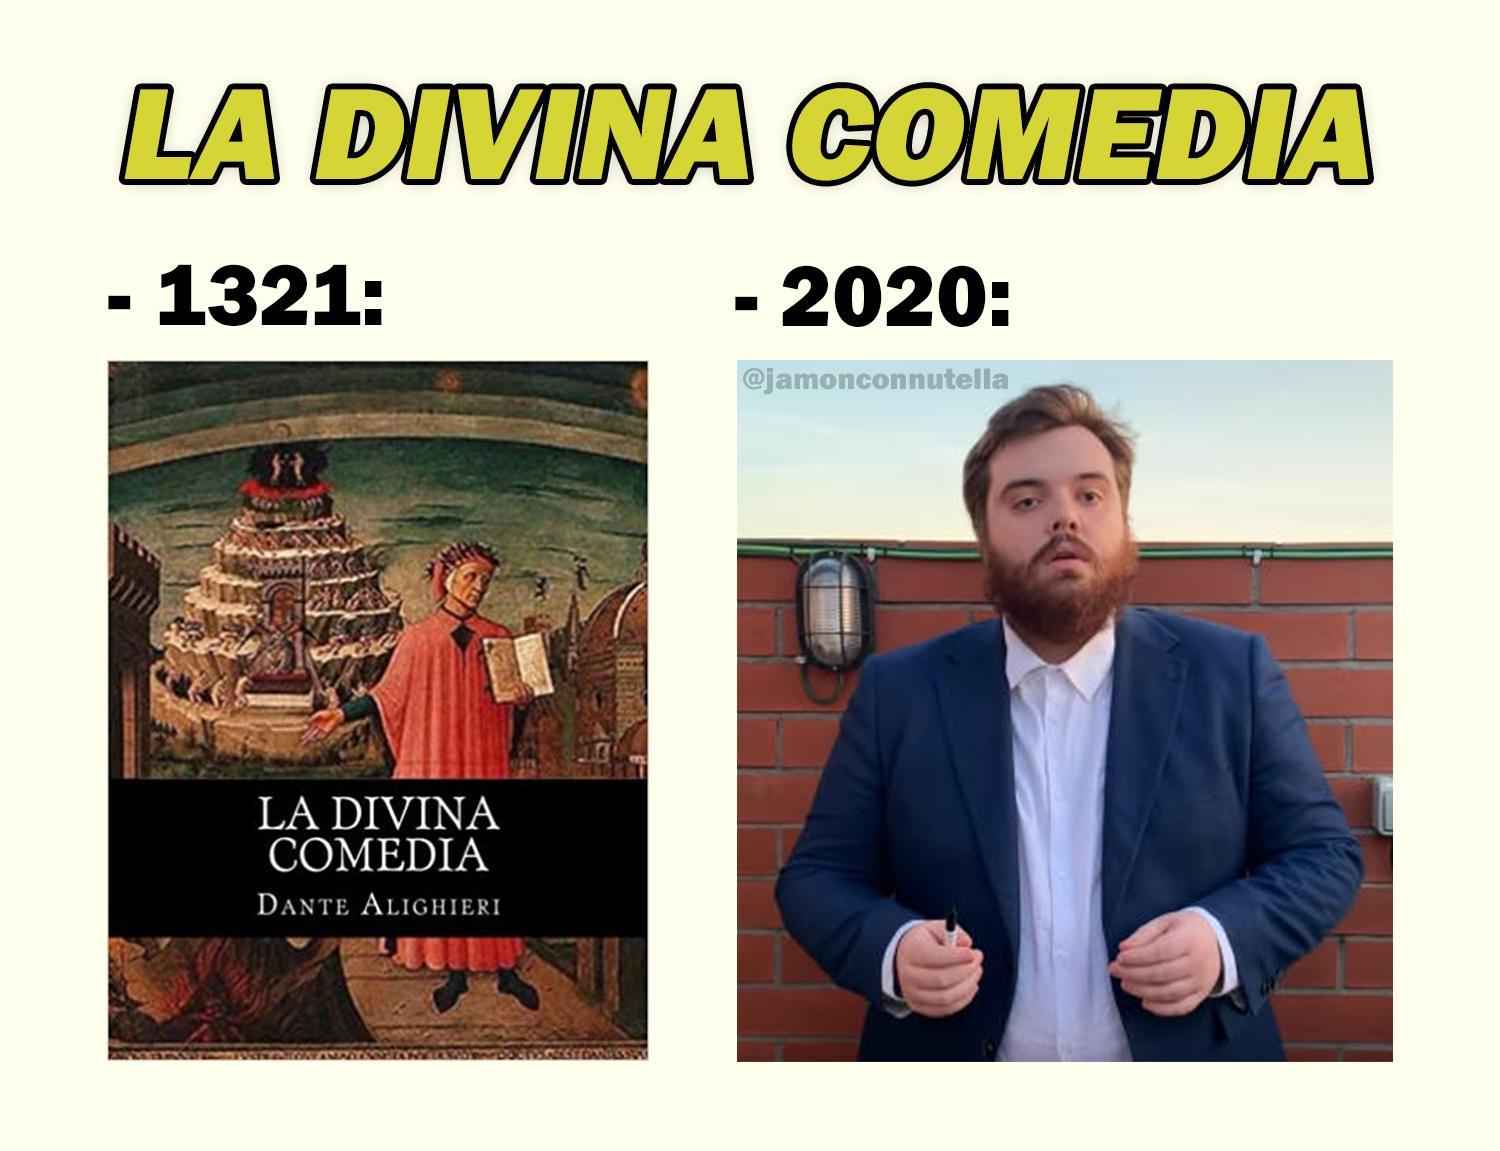 LA DIVINA COMEDIA
- 1321:
- 2020:
@jamonconnutella
LA DIVINA
COMEDIA
DANTE ALIGHIERI